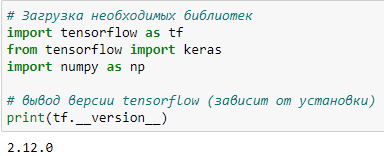 # Загрузка необходимых библиотек
import tensorflow as tf
from tensorflow import keras
import numpy as np
# вывод версии tensorflow (зависит от установки)
print(tf.__version__)
2.12.0